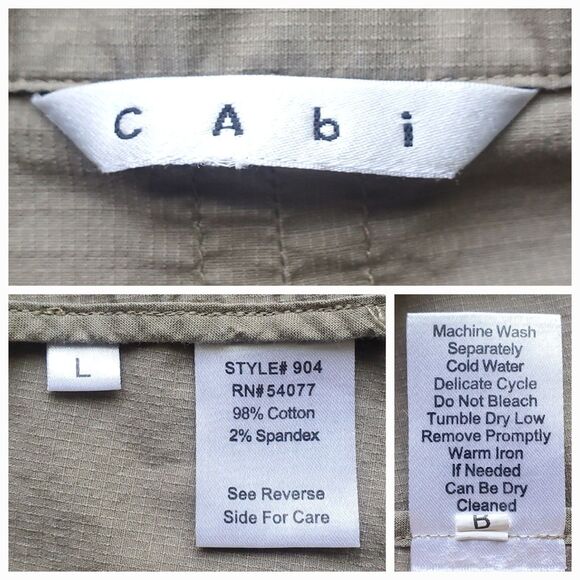 C A b i
L
STYLE# 904
RN# 54077
98% Cotton
2% Spandex
See Reverse
Side For Care
Machine Wash
Separately
Cold Water
Delicate Cycle
Do Not Bleach
Tumble Dry Low
Remove Promptly
Warm Iron
If Needed
Can Be Dry
Cleaned
B